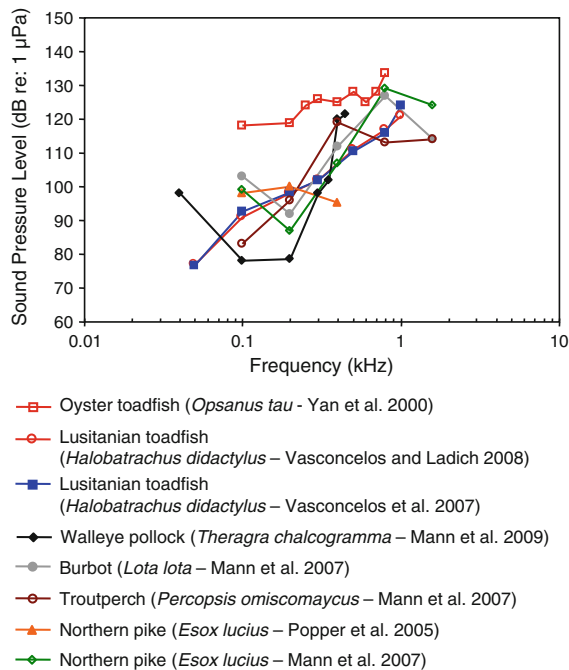 150
140
130
120
110
100
90
80
70
60
Sound Pressure Level (dB re: 1 µPa)
0.01
0.1
1
10
Frequency (kHz)
Oyster toadfish (Opsanus tau - Yan et al. 2000)
Lusitanian toadfish
(Halobatrachus didactylus – Vasconcelos and Ladich 2008)
Lusitanian toadfish
(Halobatrachus didactylus – Vasconcelos et al. 2007)
Walleye pollock (Theragra chalcogramma – Mann et al. 2009)
Burbot (Lota lota – Mann et al. 2007)
Troutperch (Percopsis omiscomaycus – Mann et al. 2007)
Northern pike (Esox lucius – Popper et al. 2005)
Northern pike (Esox lucius – Mann et al. 2007)